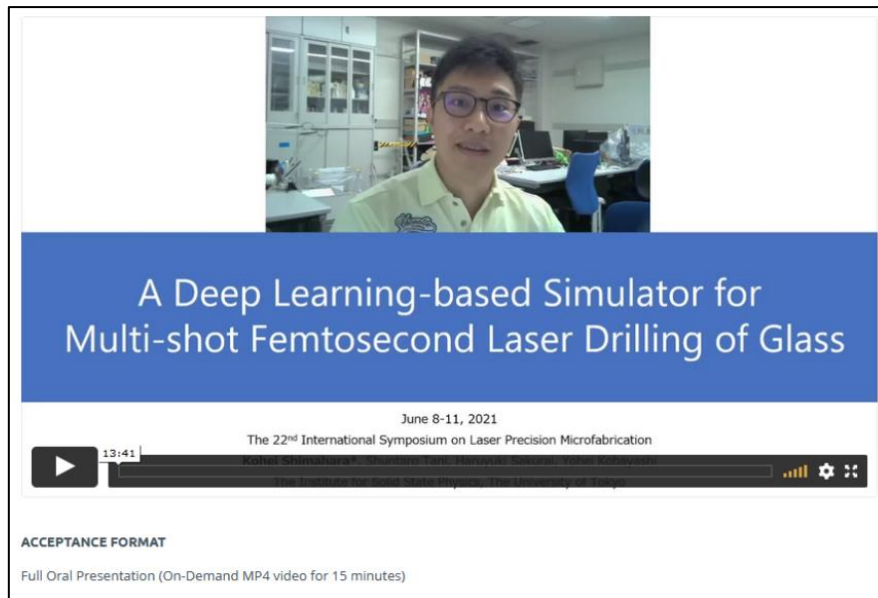 A Deep Learning-based Simulator for
Multi-shot Femtosecond Laser Drilling of Glass
June 8-11, 2021
The 22nd International Symposium on Laser Precision Microfabrication
13:41
Kohei Shimahara*, Shuntaro Tani, Haruyuki Sakurai, Yohei Kobayashi
The Institute for Solid State Physics, The University of Tokyo
ACCEPTANCE FORMAT
Full Oral Presentation (On-Demand MP4 video for 15 minutes)